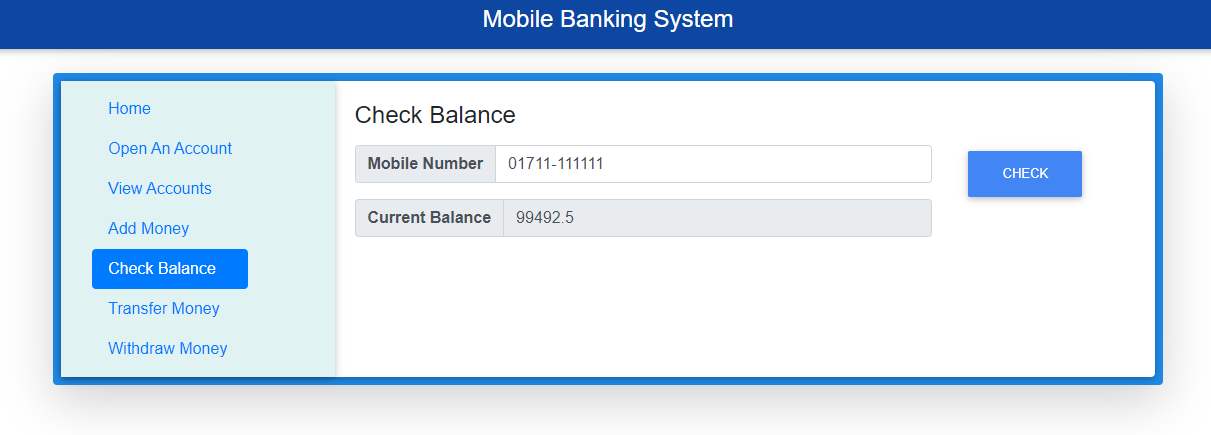 Mobile Banking System
Home
Open An Account
View Accounts
Add Money
Check Balance
Transfer Money
Withdraw Money
Check Balance
Mobile Number 01711-111111
CHECK
Current Balance 99492.5